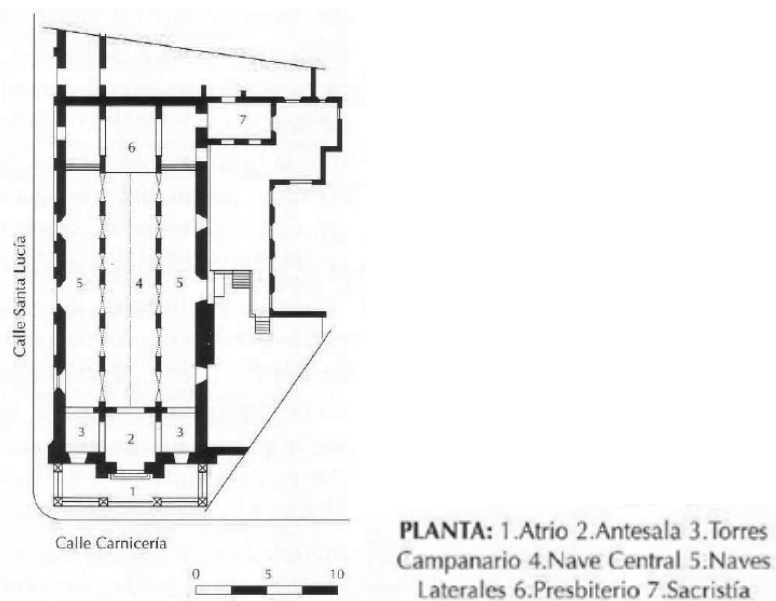 7
6
Calle Santa Lucía
5 4 5
3 2 3
1
Calle Carnicería
0 5 10
PLANTA: 1.Atrio 2.Antesala 3.Torres
Campanario 4.Nave Central 5.Naves
Laterales 6.Presbiterio 7.Sacristía